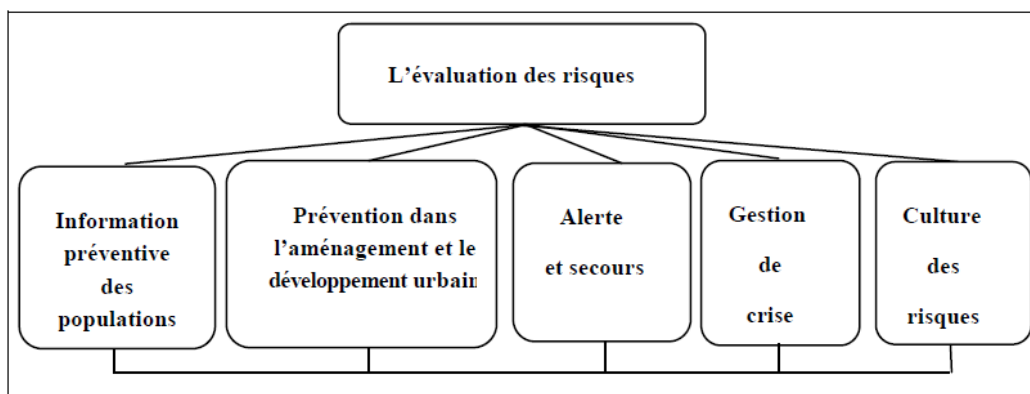 L'évaluation des risques
Information
préventive
des
populations
Prévention dans
l'aménagement et le
développement urbain
Alerte
et secours
Gestion
de
crise
Culture
des
risques